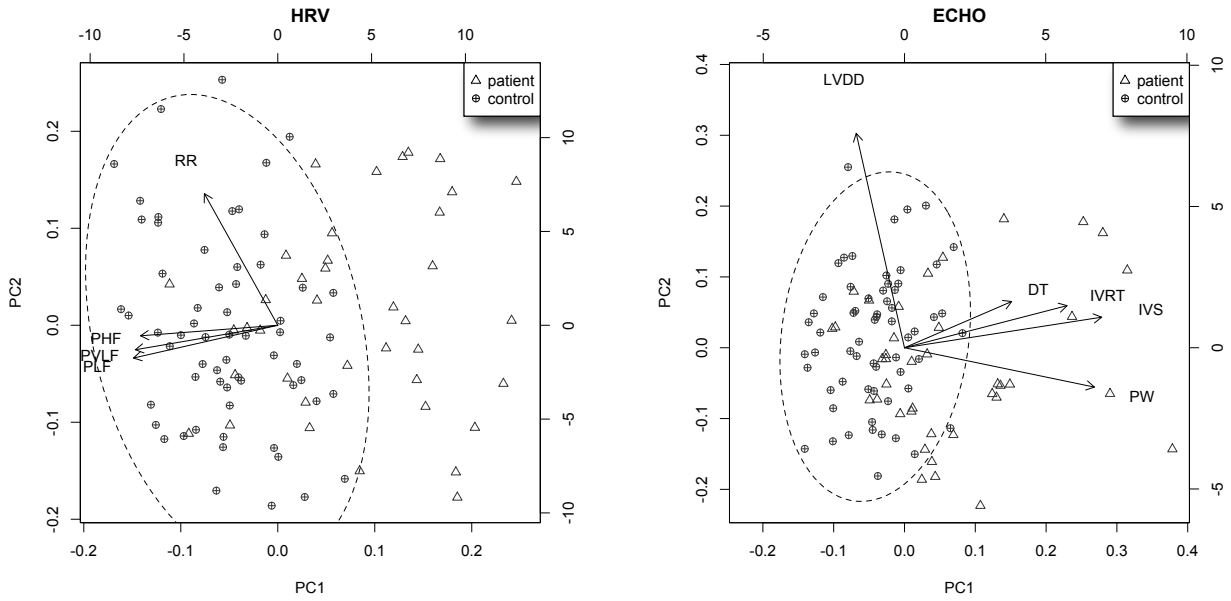 HRV
-10 -5 0 5 10
patient
control
RR
PHF
PVLF
PLF
PC2
0.2
0.1
0.0
-0.1
-0.2
10
5
0
-5
-10
-0.2 -0.1 0.0 0.1 0.2
PC1
ECHO
-5 0 5 10
patient
control
LVDD
DT
IVRT
IVS
PW
PC2
0.4
0.3
0.2
0.1
0.0
-0.1
-0.2
10
5
0
-5
-0.2 -0.1 0.0 0.1 0.2 0.3 0.4
PC1